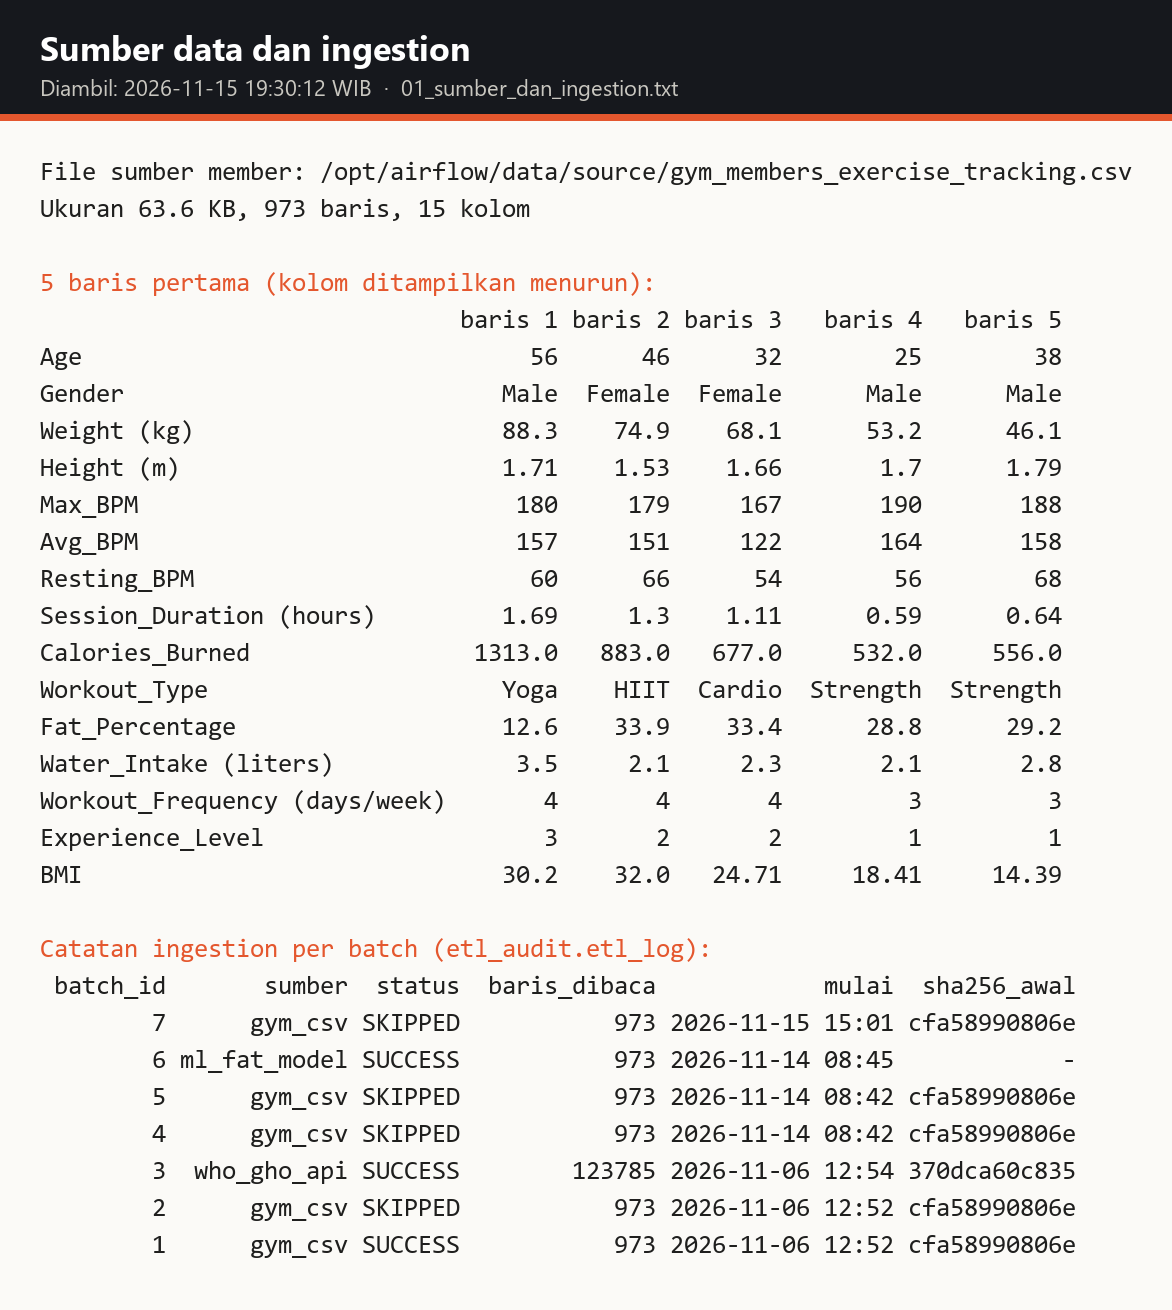 Sumber data dan ingestion
Diambil: 2026-11-15 19:30:12 WIB · 01_sumber_dan_ingestion.txt
File sumber member: /opt/airflow/data/source/gym_members_exercise_tracking.csv
Ukuran 63.6 KB, 973 baris, 15 kolom
5 baris pertama (kolom ditampilkan menurun):
baris 1 baris 2 baris 3 baris 4 baris 5
Age 56 46 32 25 38
Gender Male Female Female Male Male
Weight (kg) 88.3 74.9 68.1 53.2 46.1
Height (m) 1.71 1.53 1.66 1.7 1.79
Max_BPM 180 179 167 190 188
Avg_BPM 157 151 122 164 158
Resting_BPM 60 66 54 56 68
Session_Duration (hours) 1.69 1.3 1.11 0.59 0.64
Calories_Burned 1313.0 883.0 677.0 532.0 556.0
Workout_Type Yoga HIIT Cardio Strength Strength
Fat_Percentage 12.6 33.9 33.4 28.8 29.2
Water_Intake (liters) 3.5 2.1 2.3 2.1 2.8
Workout_Frequency (days/week) 4 4 4 3 3
Experience_Level 3 2 2 1 1
BMI 30.2 32.0 24.71 18.41 14.39
Catatan ingestion per batch (etl_audit.etl_log):
batch_id sumber status baris_dibaca mulai sha256_awal
7 gym_csv SKIPPED 973 2026-11-15 15:01 cfa58990806e
6 ml_fat_model SUCCESS 973 2026-11-14 08:45 -
5 gym_csv SKIPPED 973 2026-11-14 08:42 cfa58990806e
4 gym_csv SKIPPED 973 2026-11-14 08:42 cfa58990806e
3 who_gho_api SUCCESS 123785 2026-11-06 12:54 370dca60c835
2 gym_csv SKIPPED 973 2026-11-06 12:52 cfa58990806e
1 gym_csv SUCCESS 973 2026-11-06 12:52 cfa58990806e